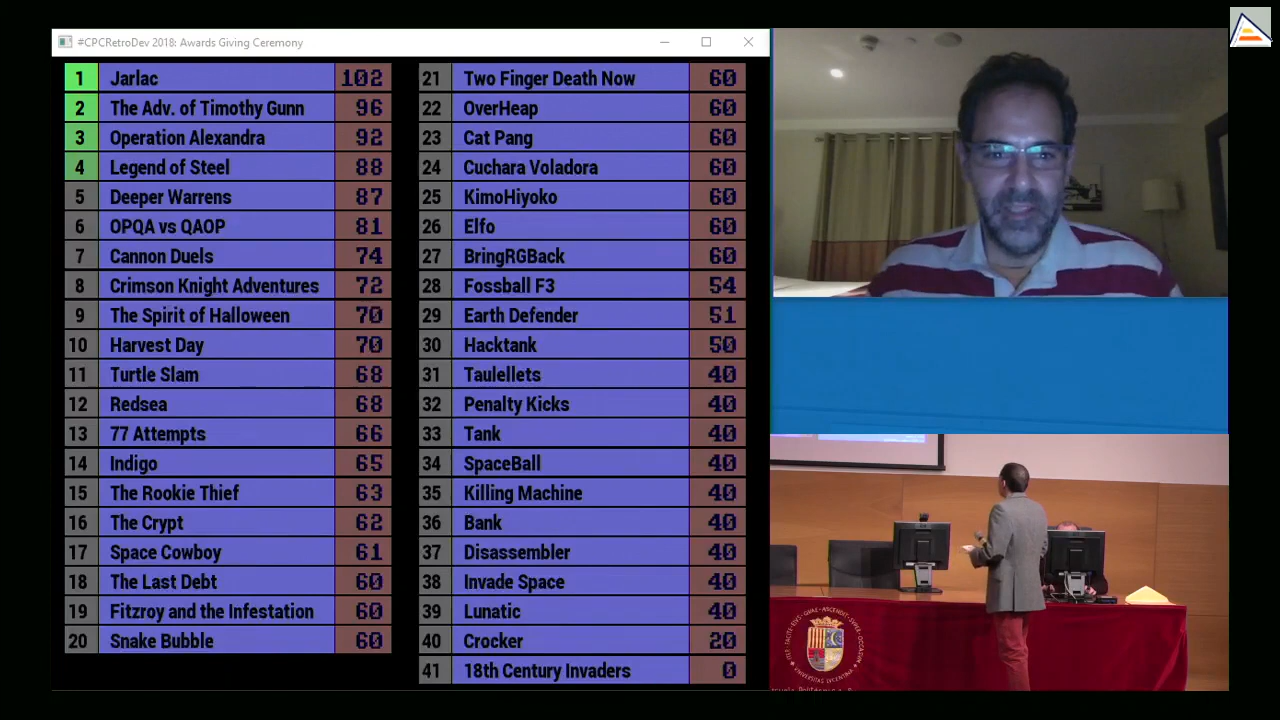 #CPCRetroDev 2018: Awards Giving Ceremony
1 Jarlac 102
2 The Adv. of Timothy Gunn 96
3 Operation Alexandra 92
4 Legend of Steel 88
5 Deeper Warrens 87
6 OPQA vs QAOP 81
7 Cannon Duels 74
8 Crimson Knight Adventures 72
9 The Spirit of Halloween 70
10 Harvest Day 70
11 Turtle Slam 68
12 Redsea 68
13 77 Attempts 66
14 Indigo 65
15 The Rookie Thief 63
16 The Crypt 62
17 Space Cowboy 61
18 The Last Debt 60
19 Fitzroy and the Infestation 60
20 Snake Bubble 60
21 Two Finger Death Now 60
22 OverHeap 60
23 Cat Pang 60
24 Cuchara Voladora 60
25 KimoHiyoko 60
26 Elfo 60
27 BringRGBack 60
28 Fossball F3 54
29 Earth Defender 51
30 Hacktank 50
31 Taulellets 40
32 Penalty Kicks 40
33 Tank 40
34 SpaceBall 40
35 Killing Machine 40
36 Bank 40
37 Disassembler 40
38 Invade Space 40
39 Lunatic 40
40 Crocker 20
41 18th Century Invaders 0
UNIVERSITAS LVCENTINA